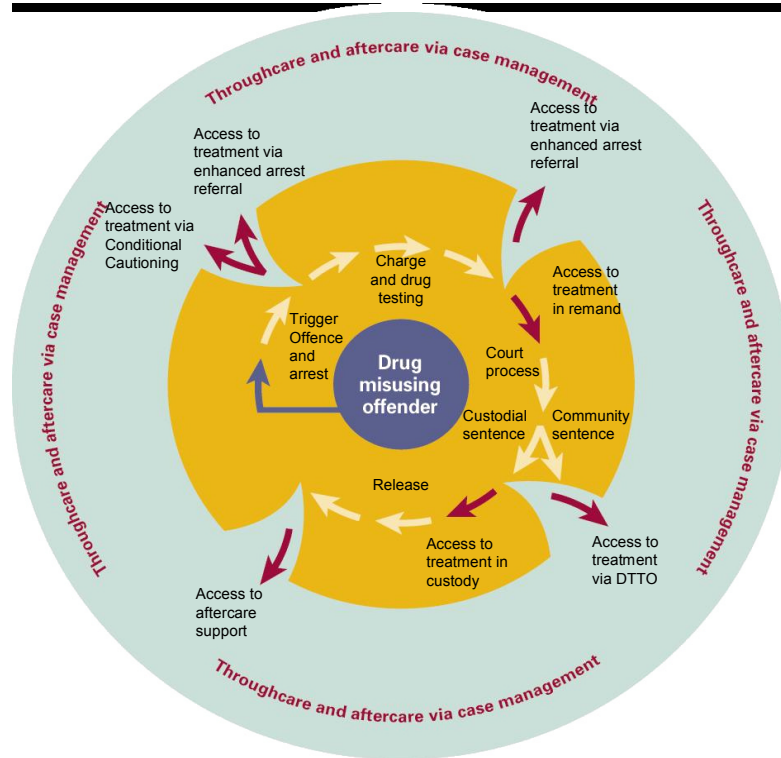 Throughcare and aftercare via case management
Access to
treatment via
enhanced arrest
referral
Access to
treatment via
enhanced arrest
referral
Access to
treatment via
Conditional
Cautioning
Throughcare and aftercare via case management
Throughcare and aftercare via case management
Charge
and drug
testing
Access to
treatment
in remand
Trigger
Offence
and
arrest
Drug
misusing
offender
Court
process
Custodial
sentence
Community
sentence
Release
Access to
treatment in
custody
Access to
treatment
via DTTO
Access to
aftercare
support
Throughcare and aftercare via case management